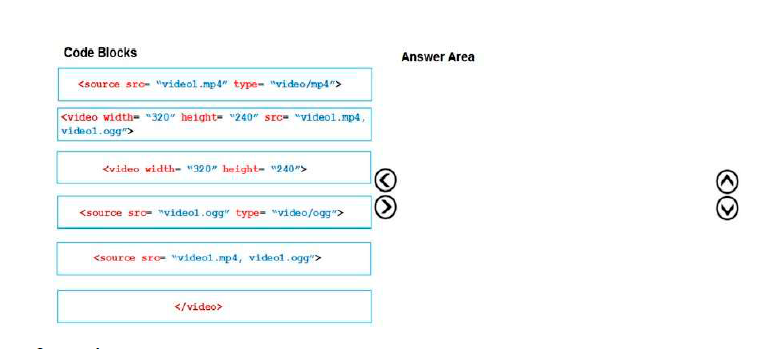 Code Blocks
Answer Area
<source src= "video1.mp4" type= "video/mp4">
<video width= "320" height= "240" src= "video1.mp4,
video1.ogg">
<video width= "320" height= "240">
<source src= "video1.ogg" type= "video/ogg">
<source src= "video1.mp4, video1.ogg">
</video>